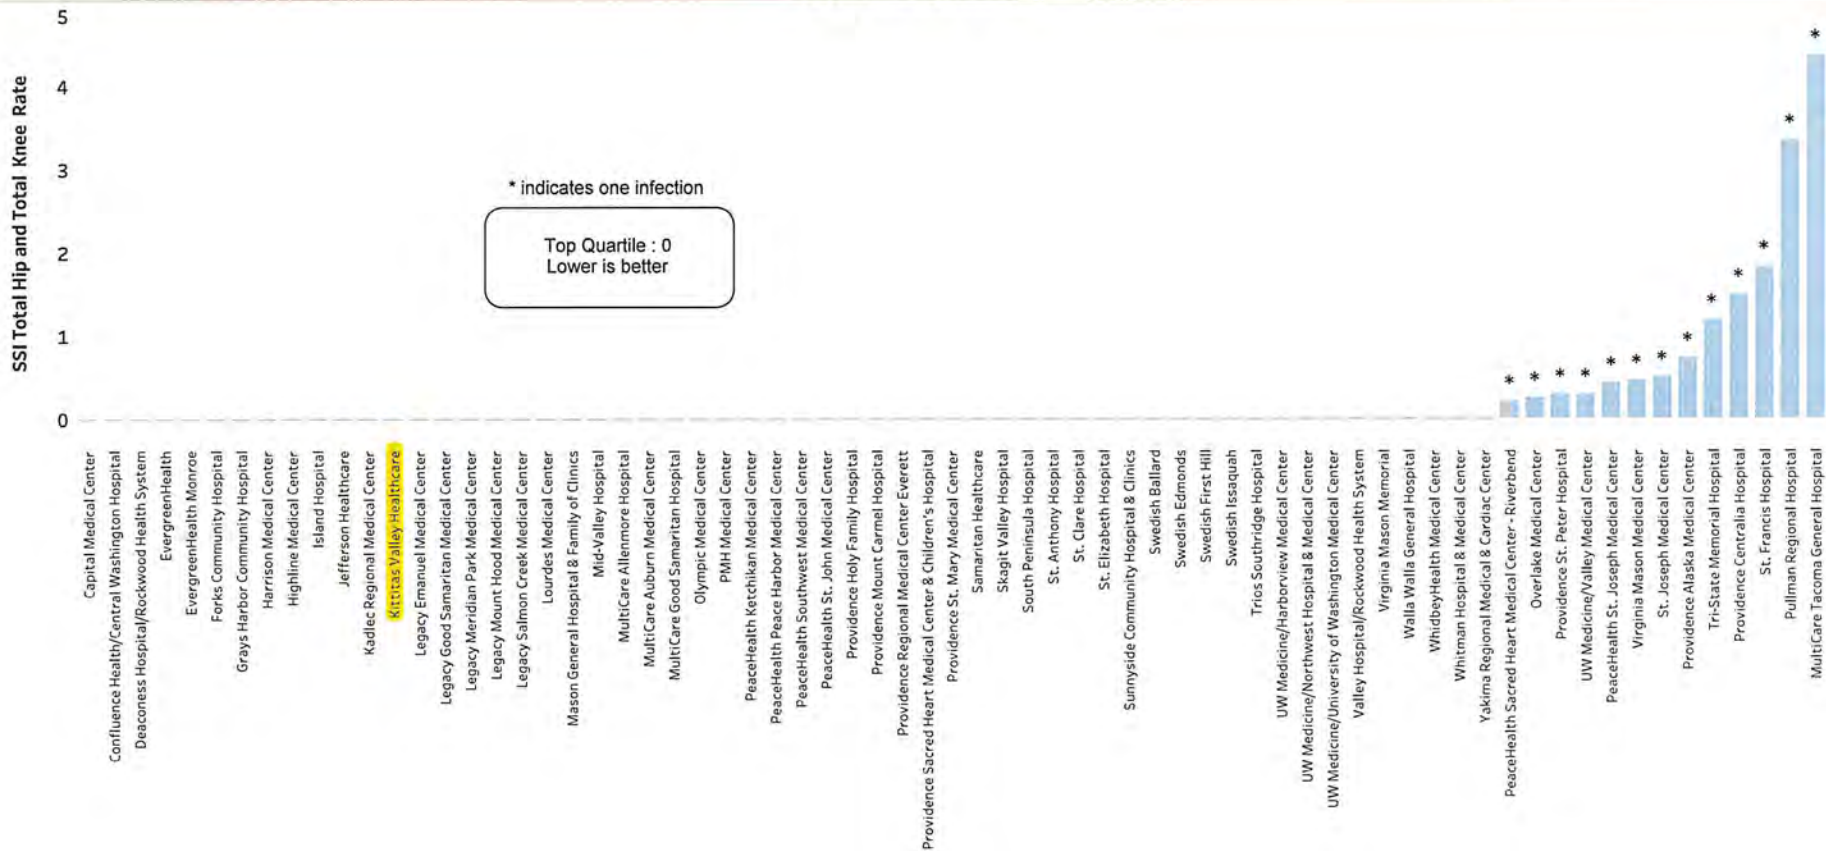 5
4
3
2
1
0
SSI Total Hip and Total Knee Rate
* indicates one infection
Top Quartile : 0
Lower is better
*
*
*
*
*
*
*
*
*
*
*
*
*
Capital Medical Center
Confluence Health/Central Washington Hospital
Deaconess Hospital/Rockwood Health System
EvergreenHealth
EvergreenHealth Monroe
Forks Community Hospital
Grays Harbor Community Hospital
Harrison Medical Center
Highline Medical Center
Island Hospital
Jefferson Healthcare
Kadlec Regional Medical Center
Kittitas Valley Healthcare
Legacy Emanuel Medical Center
Legacy Good Samaritan Medical Center
Legacy Meridian Park Medical Center
Legacy Mount Hood Medical Center
Legacy Salmon Creek Medical Center
Lourdes Medical Center
Mason General Hospital & Family of Clinics
Mid-Valley Hospital
MultiCare Allenmore Hospital
MultiCare Auburn Medical Center
MultiCare Good Samaritan Hospital
Olympic Medical Center
PMH Medical Center
PeaceHealth Ketchikan Medical Center
PeaceHealth Peace Harbor Medical Center
PeaceHealth Southwest Medical Center
PeaceHealth St. John Medical Center
Providence Holy Family Hospital
Providence Mount Carmel Hospital
Providence Regional Medical Center Everett
Providence Sacred Heart Medical Center & Children's Hospital
Providence St. Mary Medical Center
Samaritan Healthcare
Skagit Valley Hospital
South Peninsula Hospital
St. Anthony Hospital
St. Clare Hospital
St. Elizabeth Hospital
Sunnyside Community Hospital & Clinics
Swedish Ballard
Swedish Edmonds
Swedish First Hill
Swedish Issaquah
Trios Southridge Hospital
UW Medicine/Harborview Medical Center
UW Medicine/Northwest Hospital & Medical Center
UW Medicine/University of Washington Medical Center
Valley Hospital/Rockwood Health System
Virginia Mason Memorial
Walla Walla General Hospital
WhidbeyHealth Medical Center
Whitman Hospital & Medical Center
Yakima Regional Medical & Cardiac Center
PeaceHealth Sacred Heart Medical Center - Riverbend
Overlake Medical Center
Providence St. Peter Hospital
UW Medicine/Valley Medical Center
PeaceHealth St. Joseph Medical Center
Virginia Mason Medical Center
St. Joseph Medical Center
Providence Alaska Medical Center
Tri-State Memorial Hospital
Providence Centralia Hospital
St. Francis Hospital
Pullman Regional Hospital
MultiCare Tacoma General Hospital